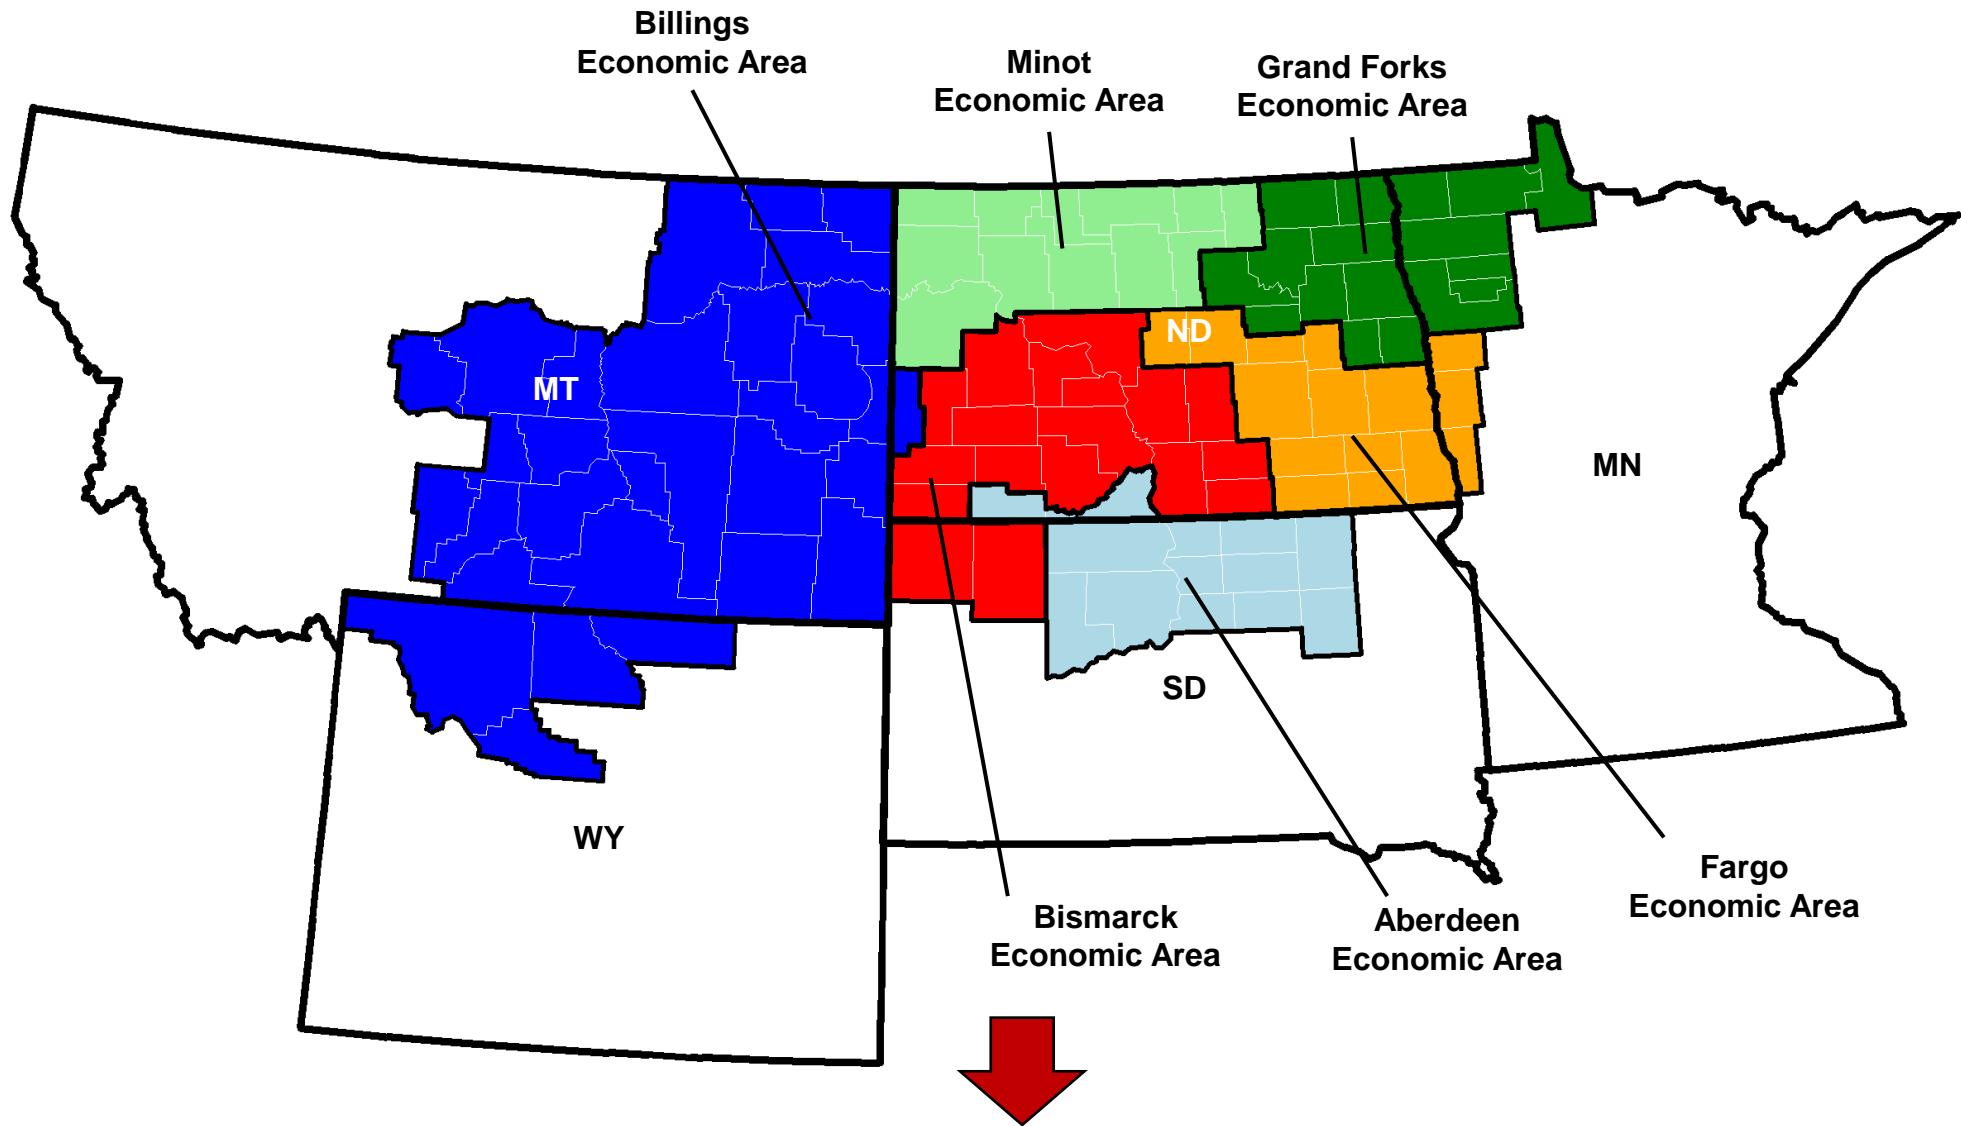 Billings
Economic Area
Minot
Economic Area
Grand Forks
Economic Area
ND
MT
MN
SD
WY
Fargo
Economic Area
Bismarck
Economic Area
Aberdeen
Economic Area